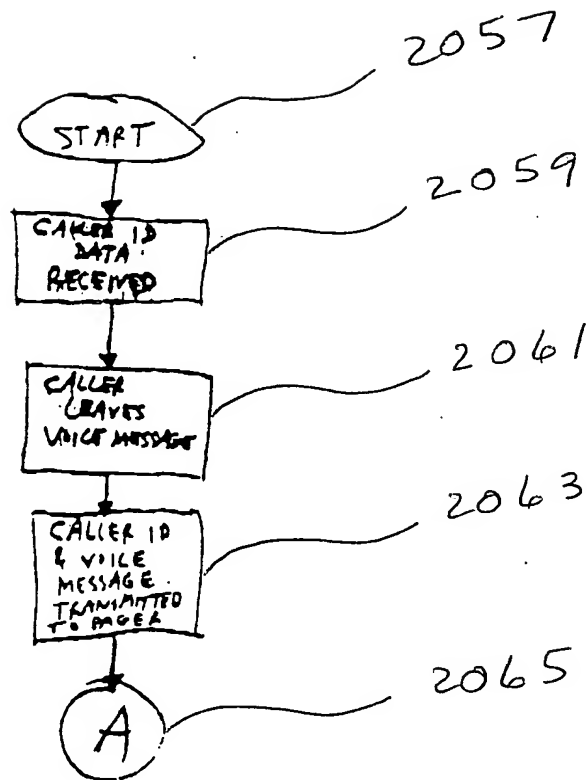 2057
START
2059
CALLER ID
DATA
RECEIVED
2061
CALLER
LEAVES
VOICE MESSAGE
2063
CALLER ID
& VOICE
MESSAGE
TRANSMITTED
TO PAGER
2065
A